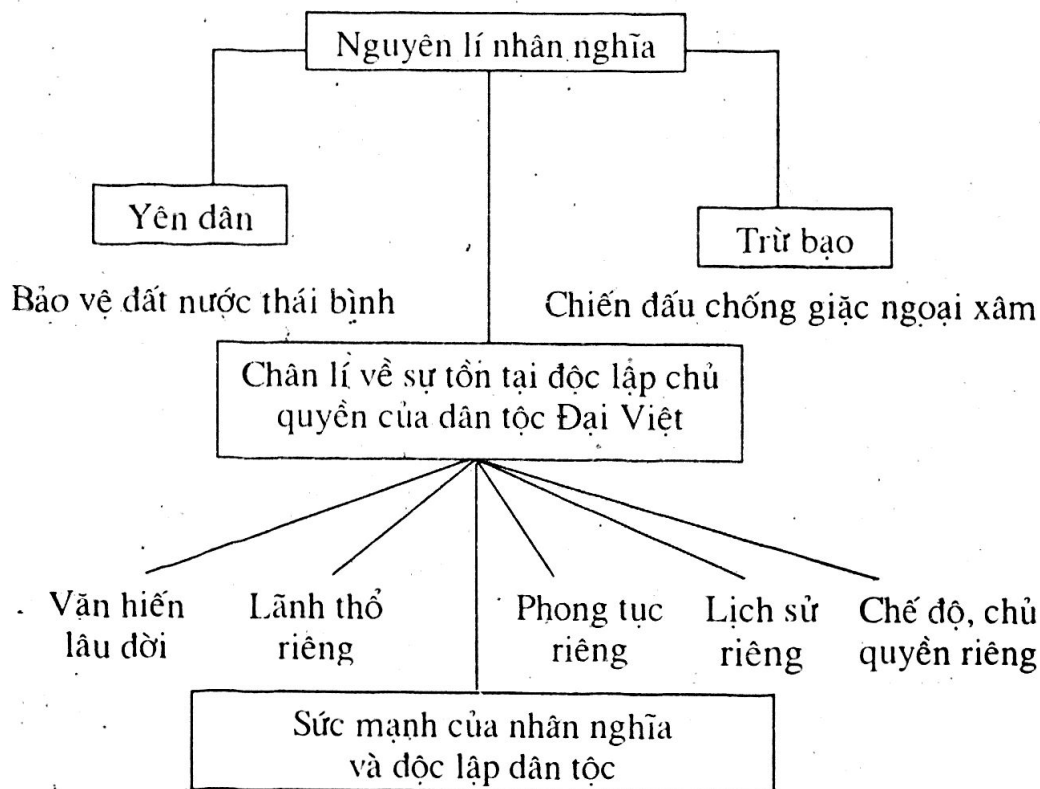 Nguyên lí nhân nghĩa
Yên dân
Trừ bạo
Bảo vệ đất nước thái bình
Chiến đấu chống giặc ngoại xâm
Chân lí về sự tồn tại độc lập chủ
quyền của dân tộc Đại Việt
Văn hiến
lâu đời
Lãnh thổ
riêng
Phong tục
riêng
Lịch sử
riêng
Chế độ, chủ
quyền riêng
Sức mạnh của nhân nghĩa
và độc lập dân tộc